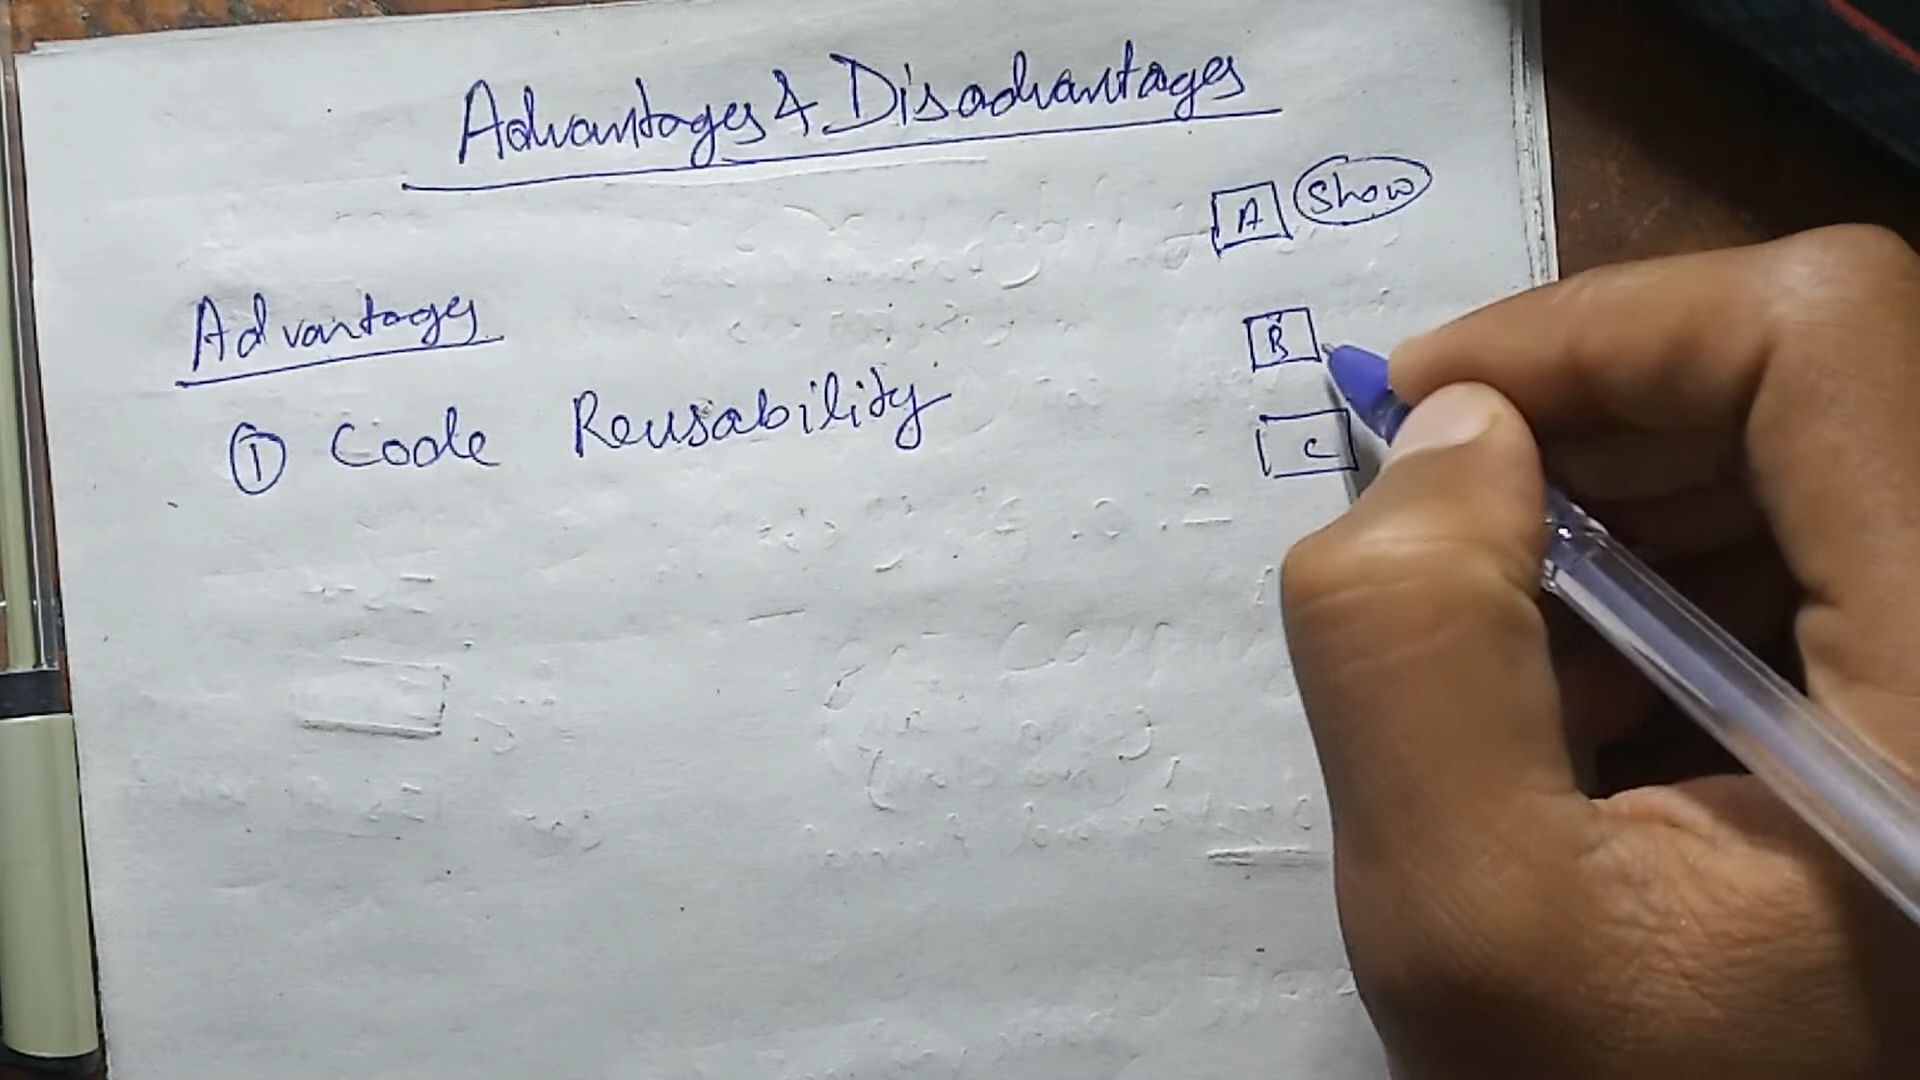 Advantages & Disadvantages
A Show
Advantages
B
① Code Reusability
C